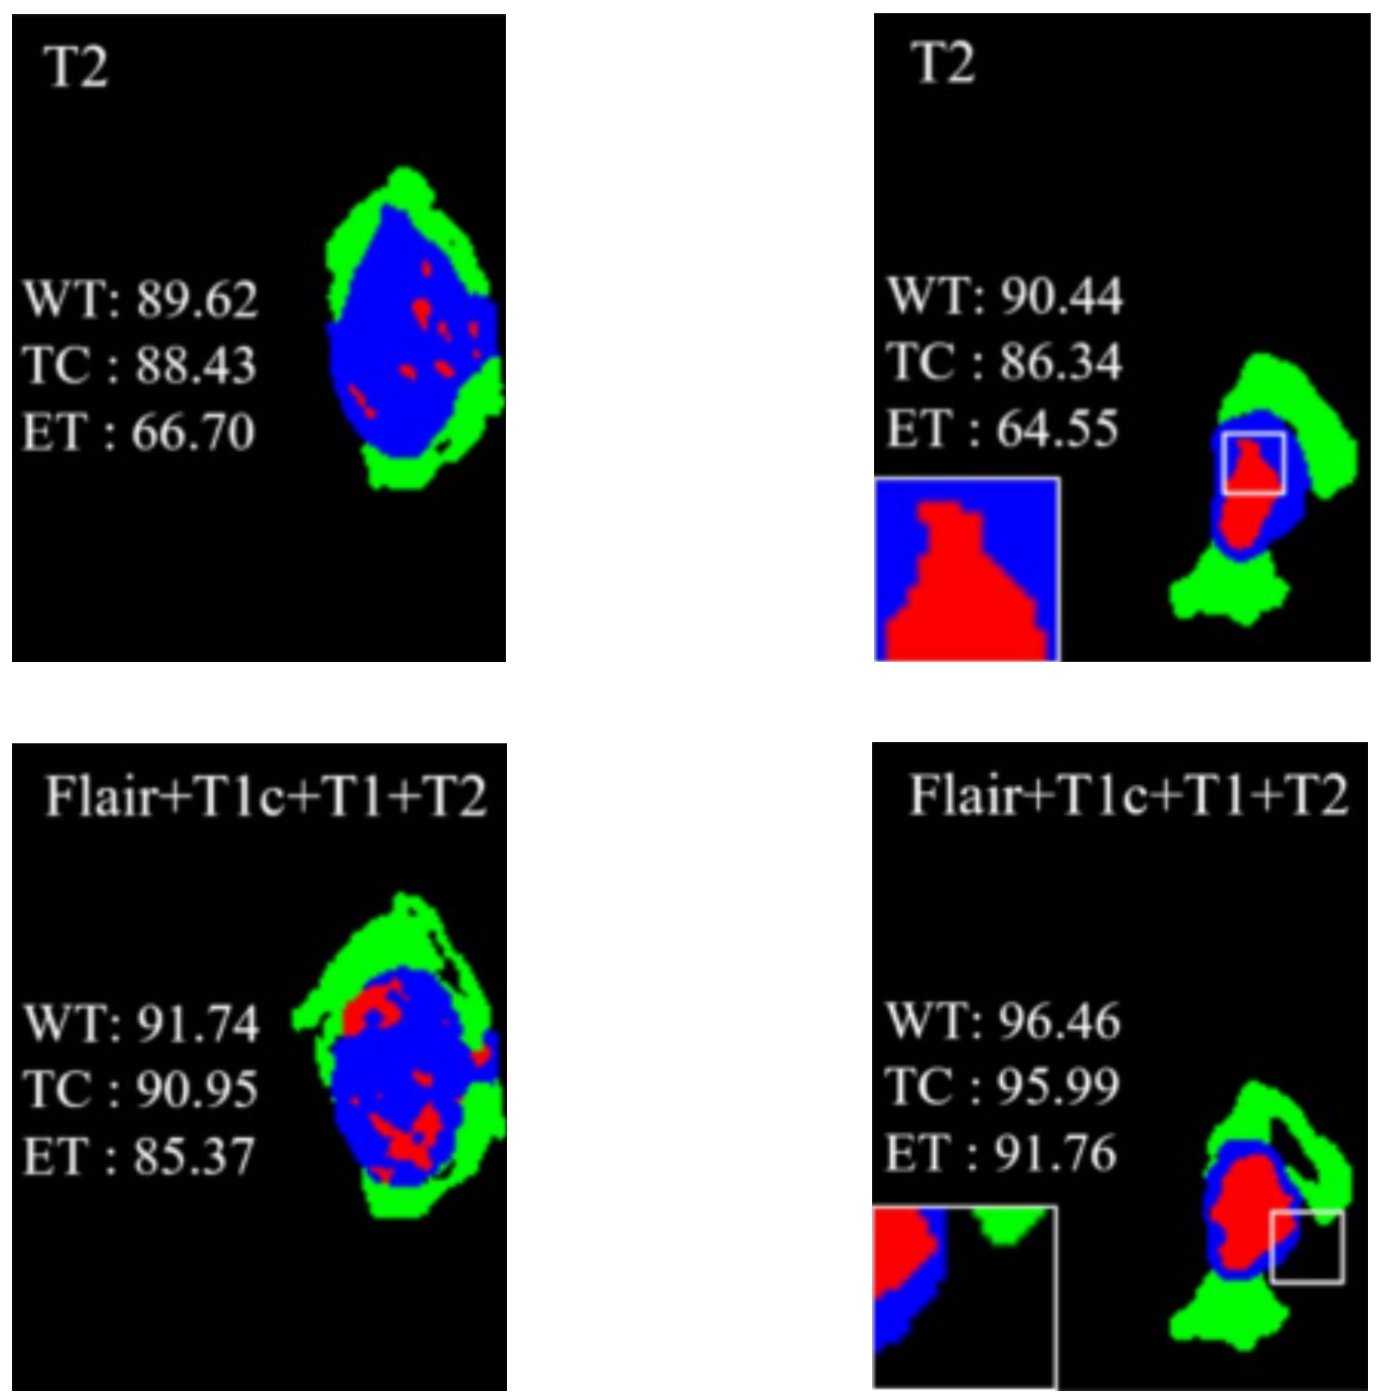 T2
WT: 89.62
TC : 88.43
ET : 66.70
T2
WT: 90.44
TC : 86.34
ET : 64.55
Flair+T1c+T1+T2
WT: 91.74
TC : 90.95
ET : 85.37
Flair+T1c+T1+T2
WT: 96.46
TC : 95.99
ET : 91.76